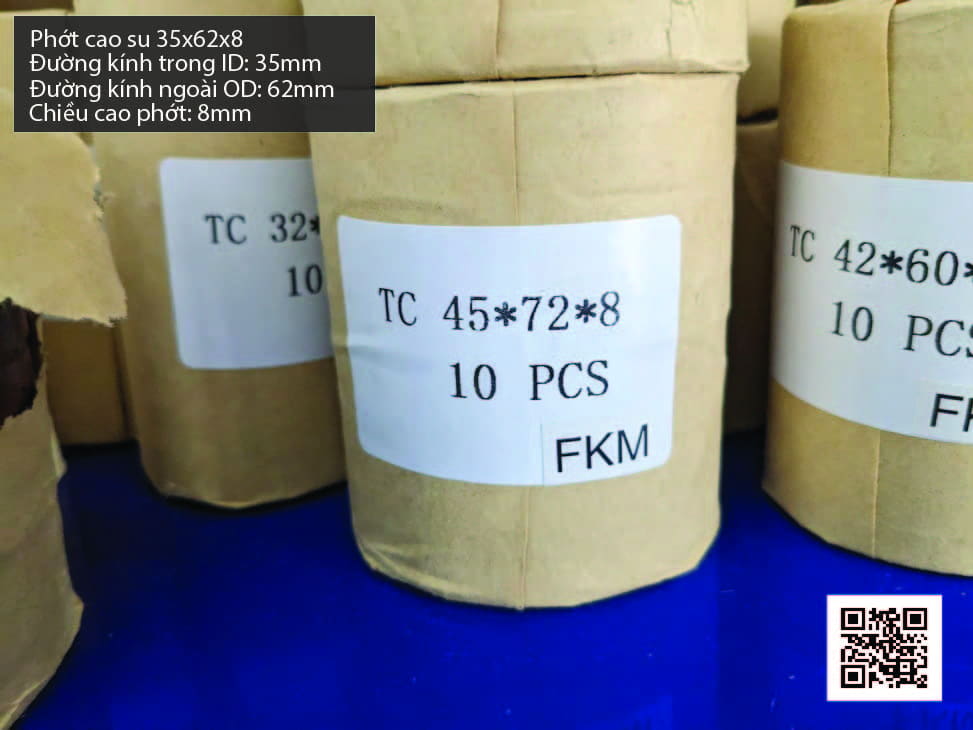 Phớt cao su 35x62x8
Đường kính trong ID: 35mm
Đường kính ngoài OD: 62mm
Chiều cao phớt: 8mm
TC 32*
10
TC 45*72*8
10 PCS
FKM
TC 42*60*
10 PCS